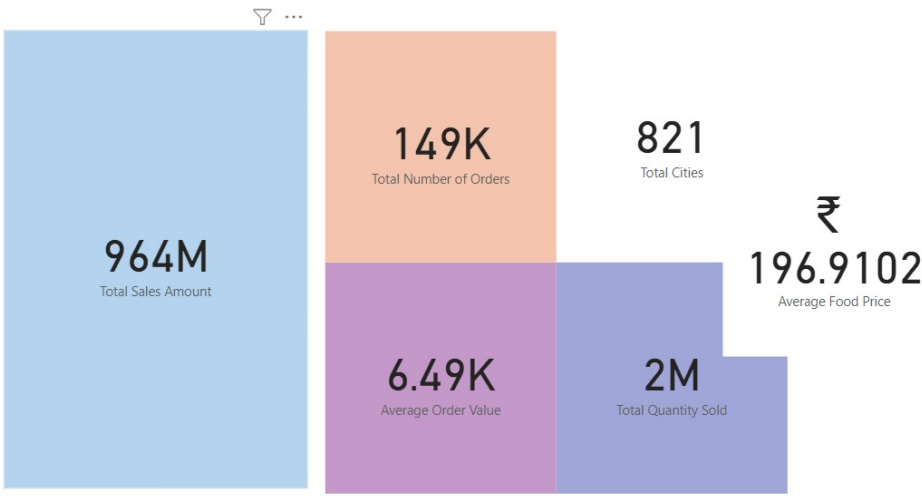 964M
Total Sales Amount
149K
Total Number of Orders
821
Total Cities
6.49K
Average Order Value
2M
Total Quantity Sold
₹
196.9102
Average Food Price